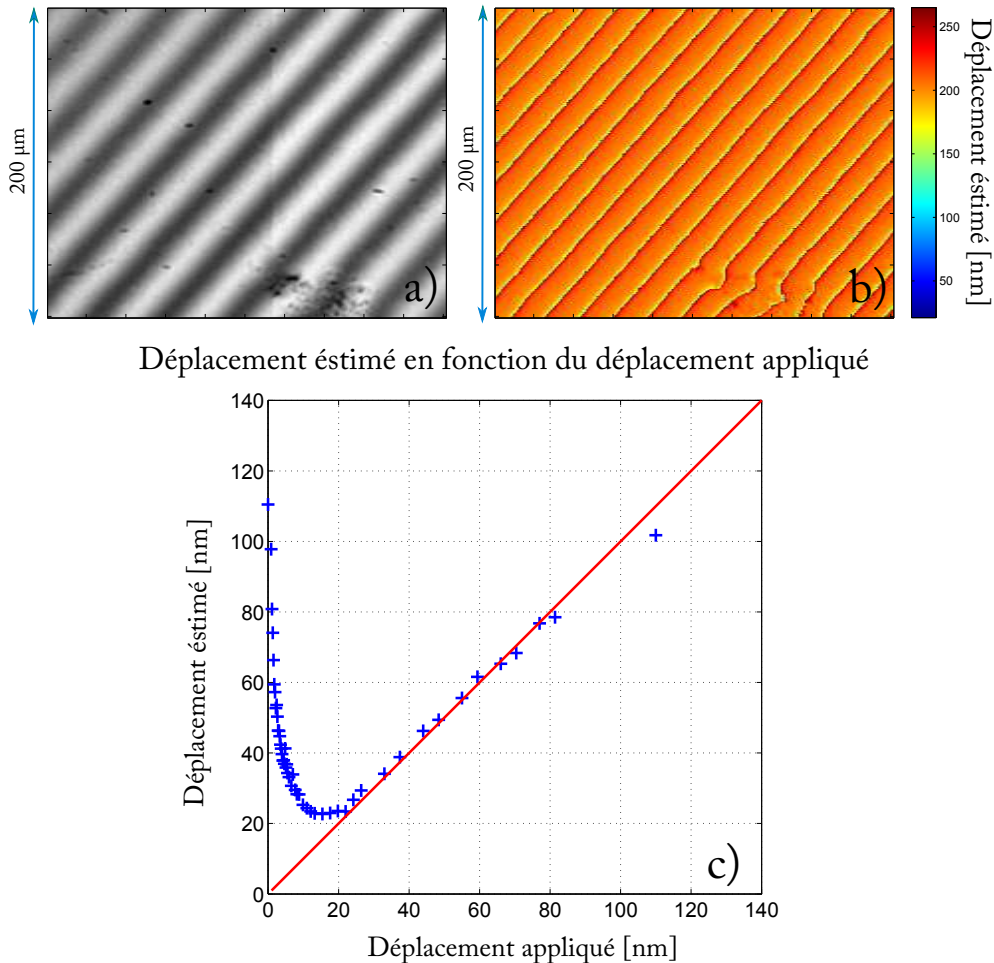 200 µm
a)
200 µm
b)
250
200
150
100
50
Déplacement éstimé [nm]
Déplacement éstimé en fonction du déplacement appliqué
140
120
100
80
60
40
20
0
Déplacement éstimé [nm]
c)
0 20 40 60 80 100 120 140
Déplacement appliqué [nm]